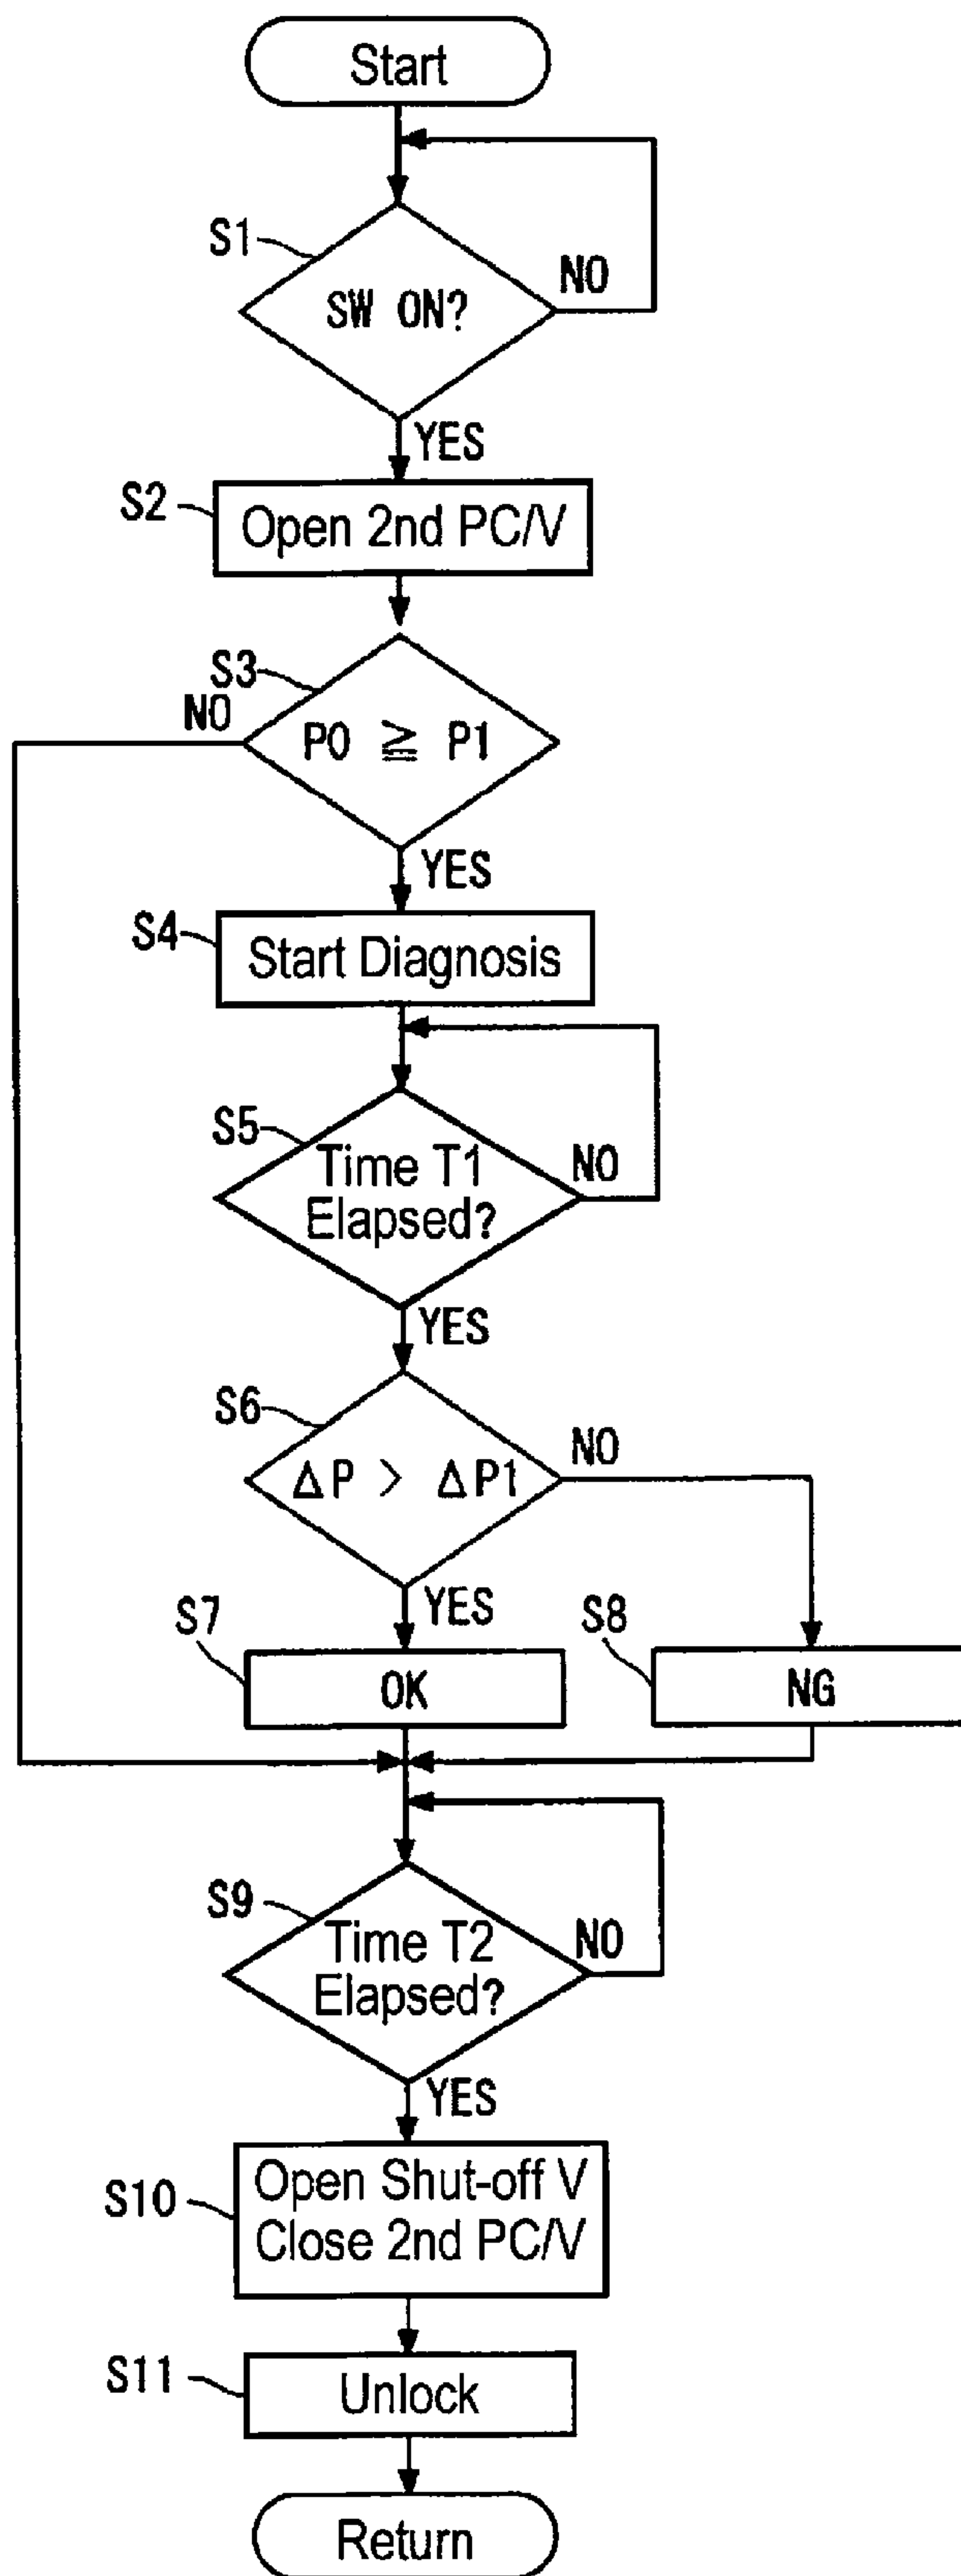 Start
S1
SW ON?
NO
YES
S2
Open 2nd PC/V
S3
NO
P0 ≧ P1
YES
S4
Start Diagnosis
S5
Time T1
Elapsed?
NO
YES
S6
ΔP > ΔP1
NO
YES
S7
OK
S8
NG
S9
Time T2
Elapsed?
NO
YES
S10
Open Shut-off V
Close 2nd PC/V
S11
Unlock
Return